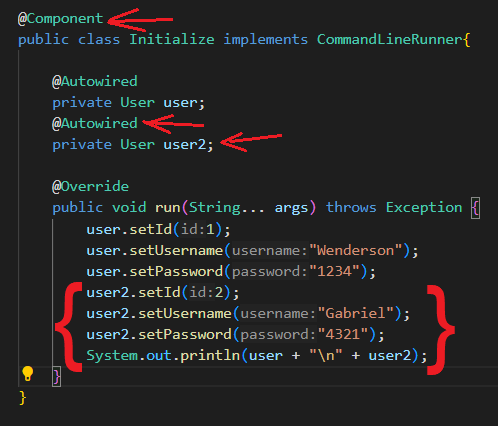 @Component
public class Initialize implements CommandLineRunner{
@Autowired
private User user;
@Autowired
private User user2;
@Override
public void run(String... args) throws Exception {
user.setId(id:1);
user.setUsername(username:"Wenderson");
user.setPassword(password:"1234");
user2.setId(id:2);
user2.setUsername(username:"Gabriel");
user2.setPassword(password:"4321");
System.out.println(user + "\n" + user2);
}
}